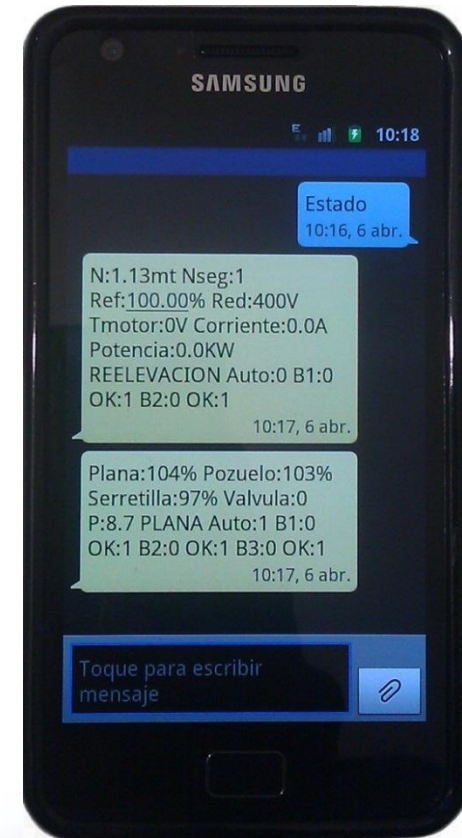 SAMSUNG
E 10:18
Estado
10:16, 6 abr.
N:1.13mt Nseg:1
Ref:100.00% Red:400V
Tmotor:0V Corriente:0.0A
Potencia:0.0KW
REELEVACION Auto:0 B1:0
OK:1 B2:0 OK:1
10:17, 6 abr.
Plana:104% Pozuelo:103%
Serretilla:97% Valvula:0
P:8.7 PLANA Auto:1 B1:0
OK:1 B2:0 OK:1 B3:0 OK:1
10:17, 6 abr.
Toque para escribir
mensaje